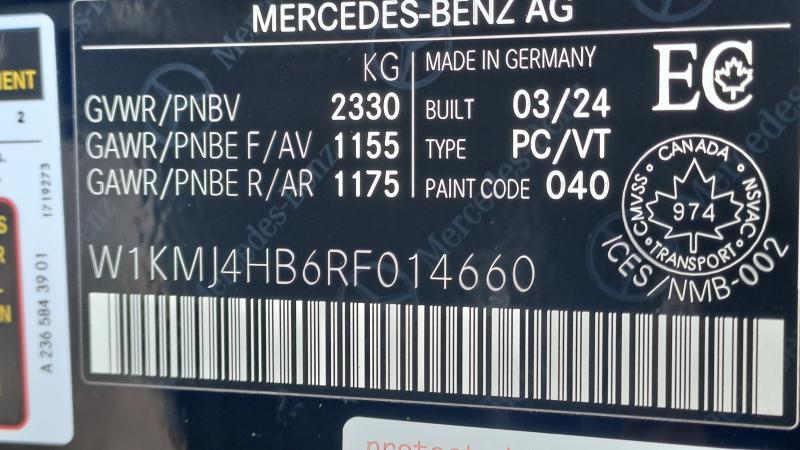 MERCEDES-BENZ AG
KG
GVWR/PNBV 2330
GAWR/PNBE F/AV 1155
GAWR/PNBE R/AR 1175
MADE IN GERMANY
BUILT 03/24
TYPE PC/VT
PAINT CODE 040
EC
CANADA
CMVSS
NSVAC
974
TRANSPORT
ICES/NMB-002
W1KMJ4HB6RF014660
2
1719273
A 236 584 39 01